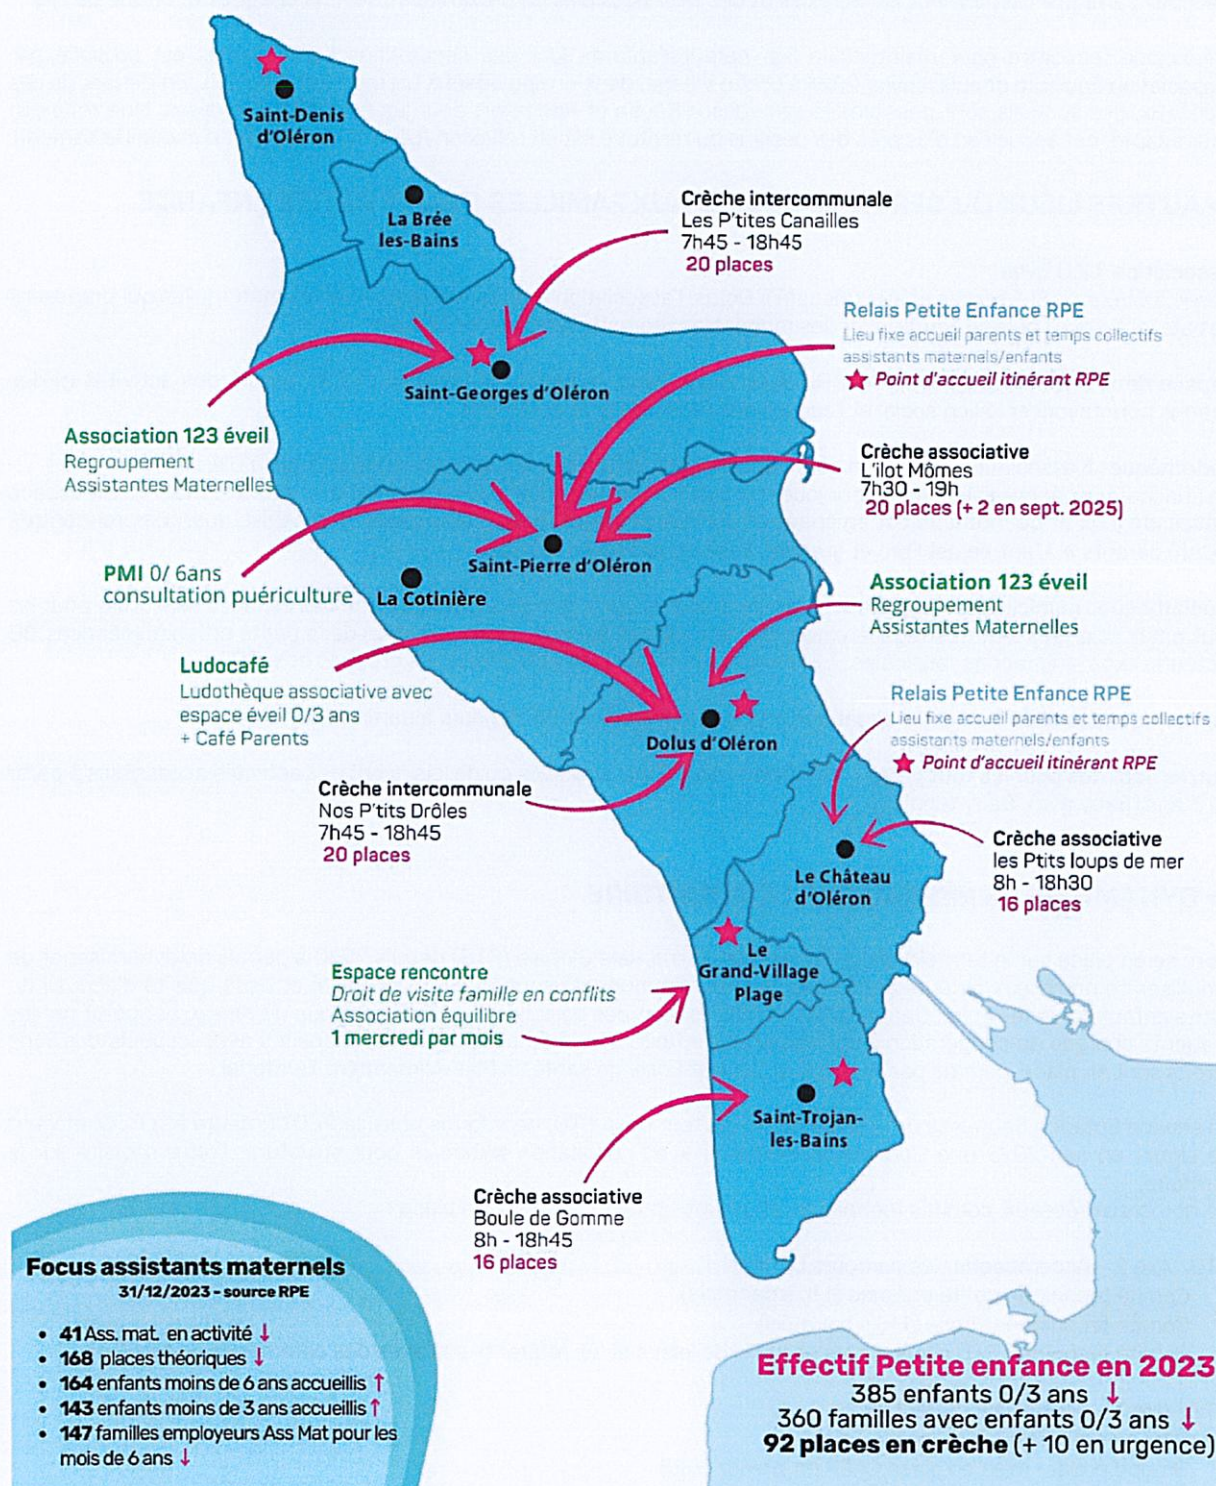 Saint-Denis
d'Oléron
La Brée
les-Bains
Crèche intercommunale
Les P'tites Canailles
7h45 - 18h45
20 places
Relais Petite Enfance RPE
Lieu fixe accueil parents et temps collectifs
assistants maternels/enfants
Point d'accueil itinérant RPE
Saint-Georges d'Oléron
Association 123 éveil
Regroupement
Assistantes Maternelles
Crèche associative
L'ilot Mômes
7h30 - 19h
20 places (+ 2 en sept. 2025)
Saint-Pierre d'Oléron
PMI 0/ 6ans
consultation puériculture
La Cotinière
Association 123 éveil
Regroupement
Assistantes Maternelles
Ludocafé
Ludothèque associative avec
espace éveil 0/3 ans
+ Café Parents
Relais Petite Enfance RPE
Lieu fixe accueil parents et temps collectifs
assistants maternels/enfants
Point d'accueil itinérant RPE
Dolus d'Oléron
Crèche intercommunale
Nos P'tits Drôles
7h45 - 18h45
20 places
Crèche associative
les Ptits loups de mer
8h - 18h30
16 places
Le Château
d'Oléron
Le
Grand-Village
Plage
Espace rencontre
Droit de visite famille en conflits
Association équilibre
1 mercredi par mois
Saint-Trojan-
les-Bains
Crèche associative
Boule de Gomme
8h - 18h45
16 places
Focus assistants maternels
31/12/2023 - source RPE
• 41 Ass. mat. en activité ↓
• 168 places théoriques ↓
• 164 enfants moins de 6 ans accueillis ↑
• 143 enfants moins de 3 ans accueillis ↑
• 147 familles employeurs Ass Mat pour les
mois de 6 ans ↓
Effectif Petite enfance en 2023
385 enfants 0/3 ans ↓
360 familles avec enfants 0/3 ans ↓
92 places en crèche (+ 10 en urgence)